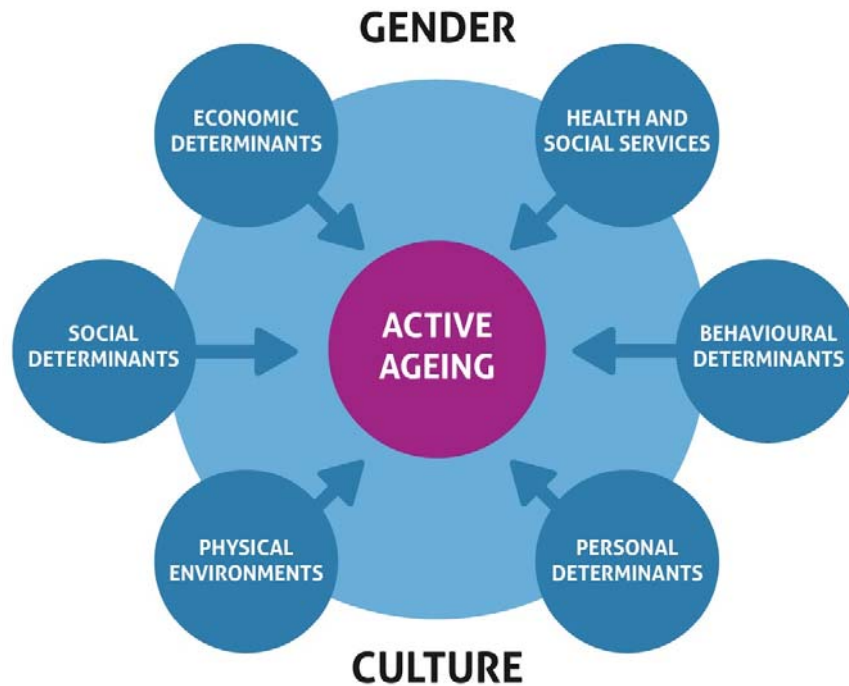 GENDER
ECONOMIC
DETERMINANTS
HEALTH AND
SOCIAL SERVICES
SOCIAL
DETERMINANTS
ACTIVE
AGEING
BEHAVIOURAL
DETERMINANTS
PHYSICAL
ENVIRONMENTS
PERSONAL
DETERMINANTS
CULTURE